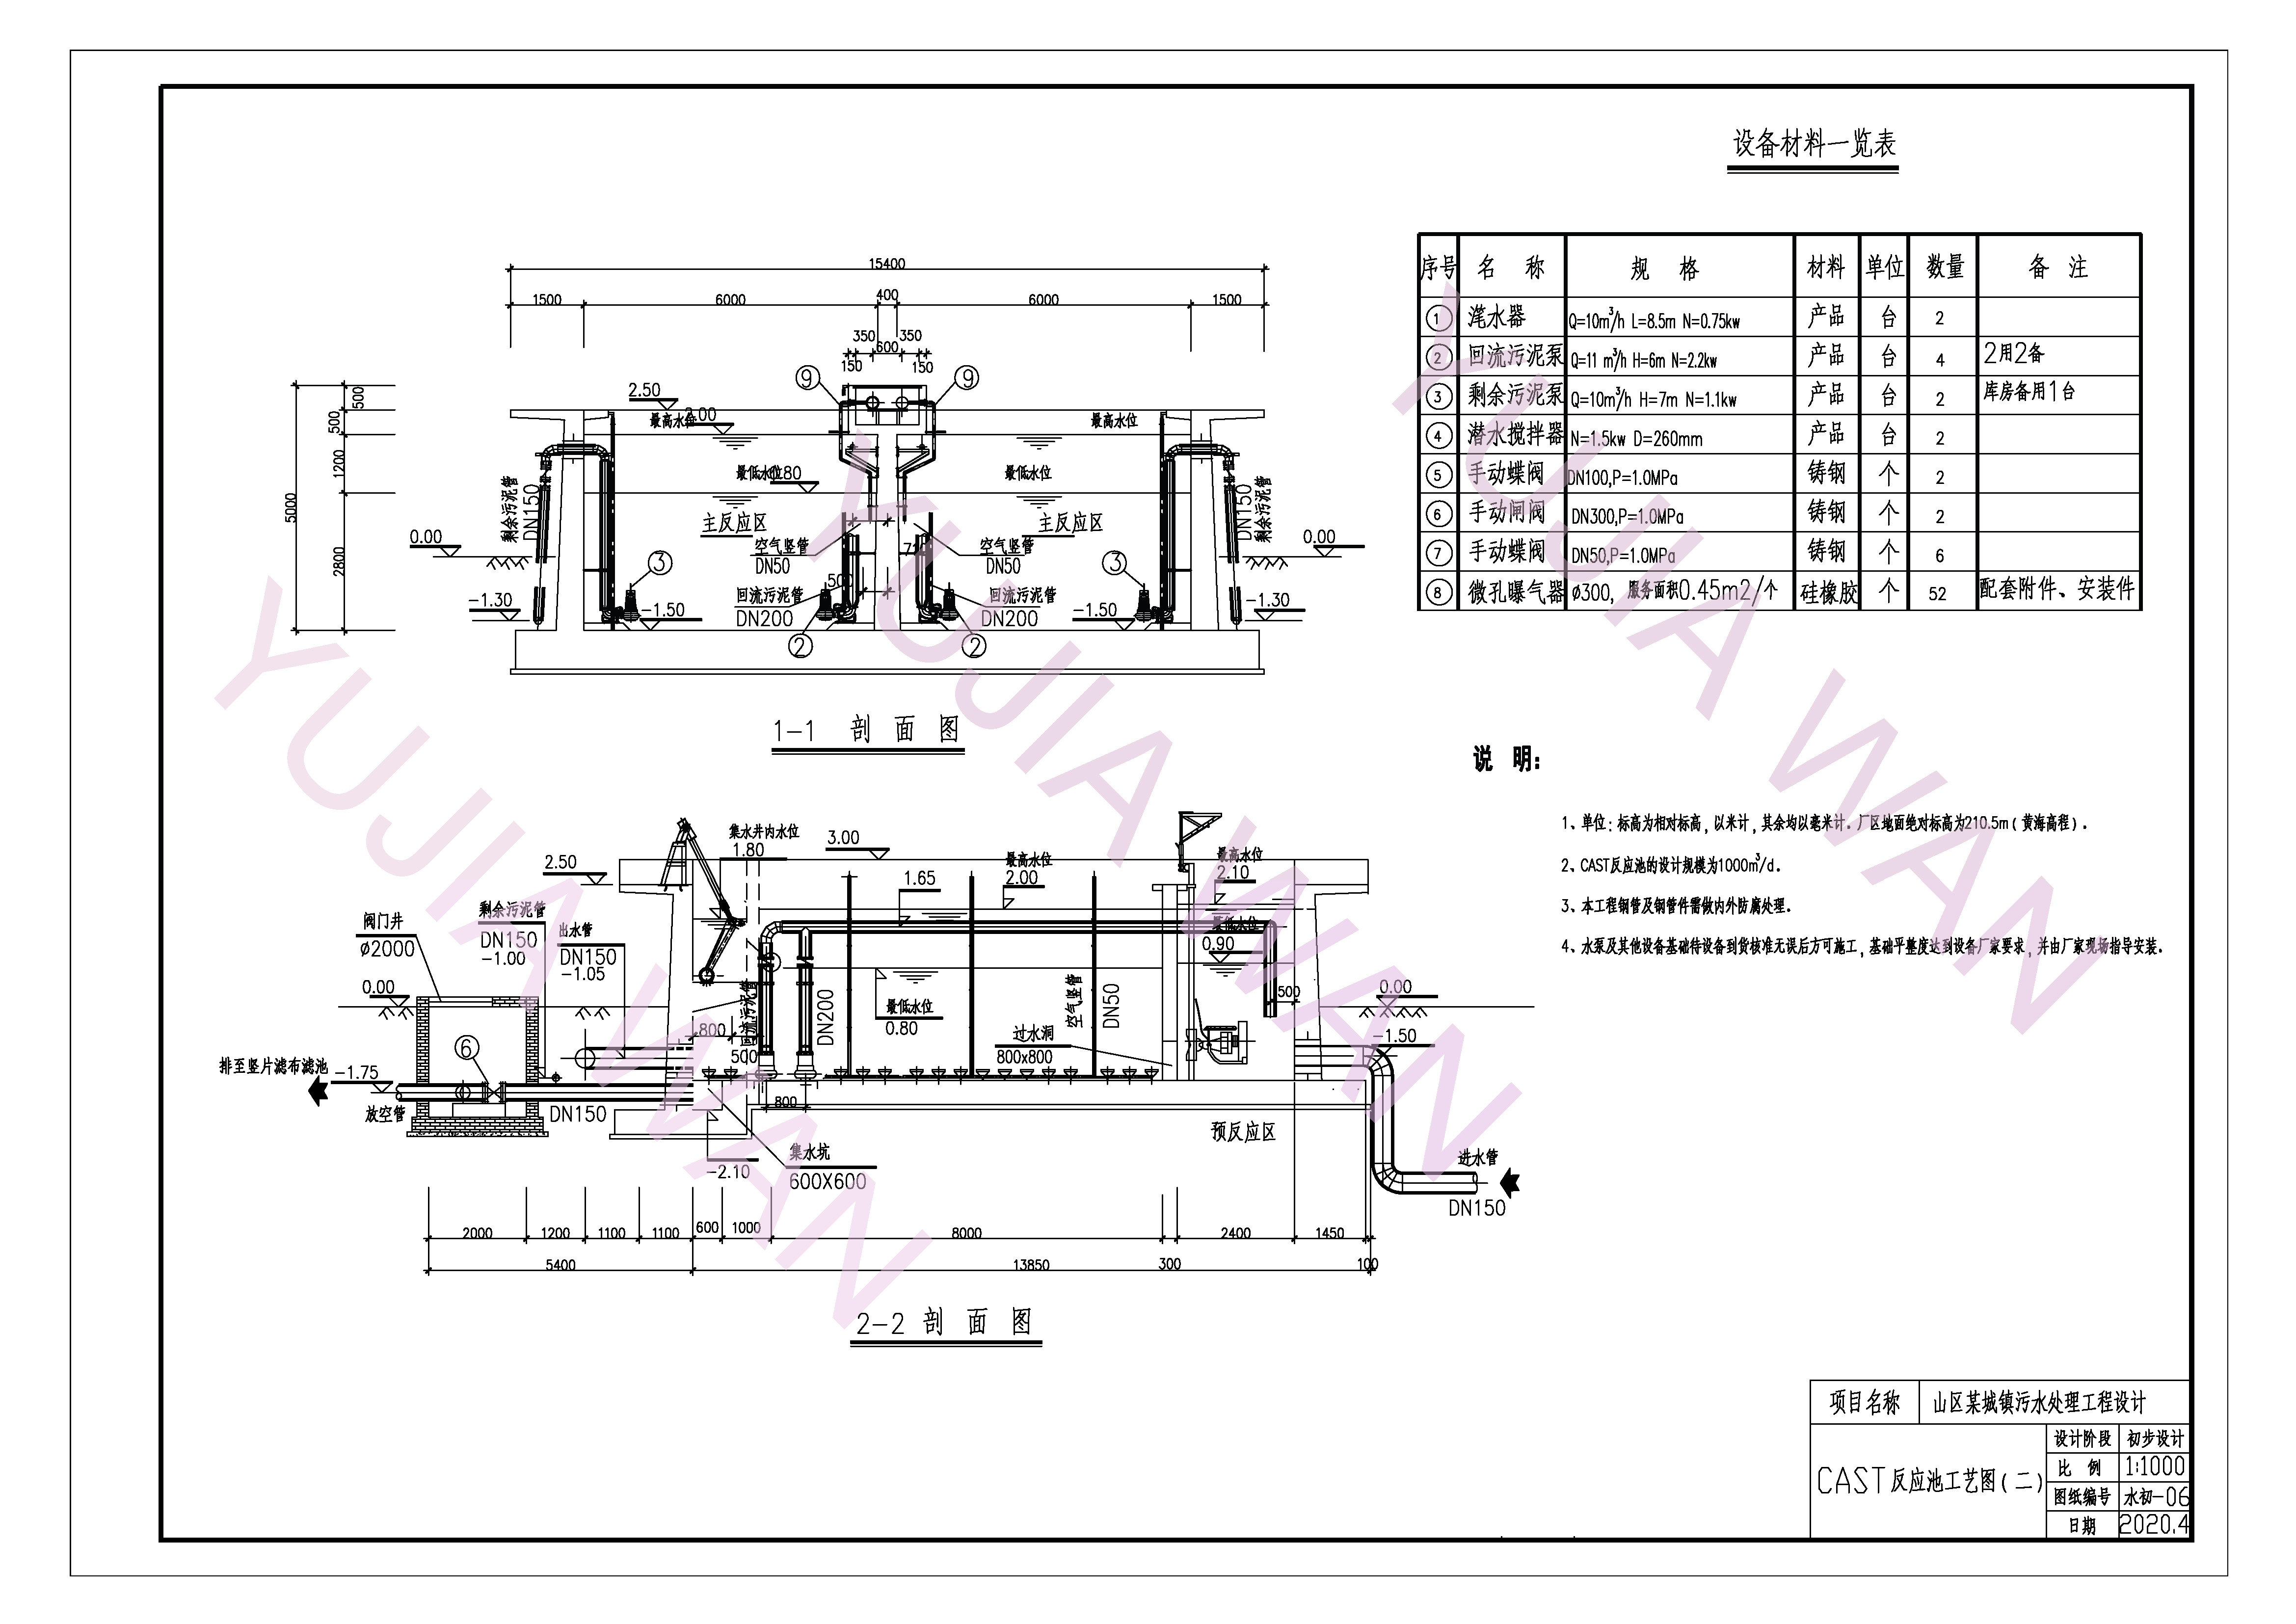 设备材料一览表
序号 名 称 规 格 材料 单位 数量 备 注
1 滗水器 Q=10m³/h L=8.5m N=0.75kw 产品 台 2
2 回流污泥泵 Q=11 m³/h H=6m N=2.2kw 产品 台 4 2用2备
3 剩余污泥泵 Q=10m³/h H=7m N=1.1kw 产品 台 2 库房备用1台
4 潜水搅拌器 N=1.5kw D=260mm 产品 台 2
5 手动蝶阀 DN100,P=1.0MPa 铸钢 个 2
6 手动闸阀 DN300,P=1.0MPa 铸钢 个 2
7 手动蝶阀 DN50,P=1.0MPa 铸钢 个 6
8 微孔曝气器 ø300, 服务面积0.45m2/个 硅橡胶 个 52 配套附件、安装件
15400
1500 6000 400 6000 1500
350 350
600
150 150
9 9
2.50
500
500
1200
5000
2800
最高水位 2.00 最高水位
最低水位 0.80 最低水位
剩余污泥管
DN150
剩余污泥管
DN150
主反应区 主反应区
0.00 0.00
空气竖管
DN50
空气竖管
DN50
3 3
500
回流污泥管
DN200
回流污泥管
DN200
-1.30 -1.50 -1.50 -1.30
2 2
1-1 剖 面 图
说 明:
1、单位: 标高为相对标高, 以米计, 其余均以毫米计. 厂区地面绝对标高为210.5m( 黄海高程).
2、CAST反应池的设计规模为1000m³/d.
3、本工程钢管及钢管件需做内外防腐处理.
4、水泵及其他设备基础待设备到货核准无误后方可施工, 基础平整度达到设备厂家要求, 并由厂家现场指导安装.
集水井内水位
1.80
3.00
2.50
最高水位
2.00
1.65
最高水位
2.10
阀门井
ø2000
剩余污泥管
DN150
-1.00
出水管
DN150
-1.05
最低水位
0.90
0.00
回流污泥管
DN200
最低水位
0.80
空气竖管
DN50
500
0.00
800
500
过水洞
800x800
-1.50
6
排至竖片滤布滤池
-1.75
放空管
DN150
800
预反应区
集水坑
600X600
-2.10
进水管
DN150
2000 1200 1100 1100 600 1000 8000 2400 1450
5400 13850 300 100
2-2 剖 面 图
项目名称 山区某城镇污水处理工程设计
CAST反应池工艺图(二)
设计阶段 初步设计
比 例 1:1000
图纸编号 水初-06
日期 2020.4
YUJIA WAN
YUJIA WAN
YUJIA WAN